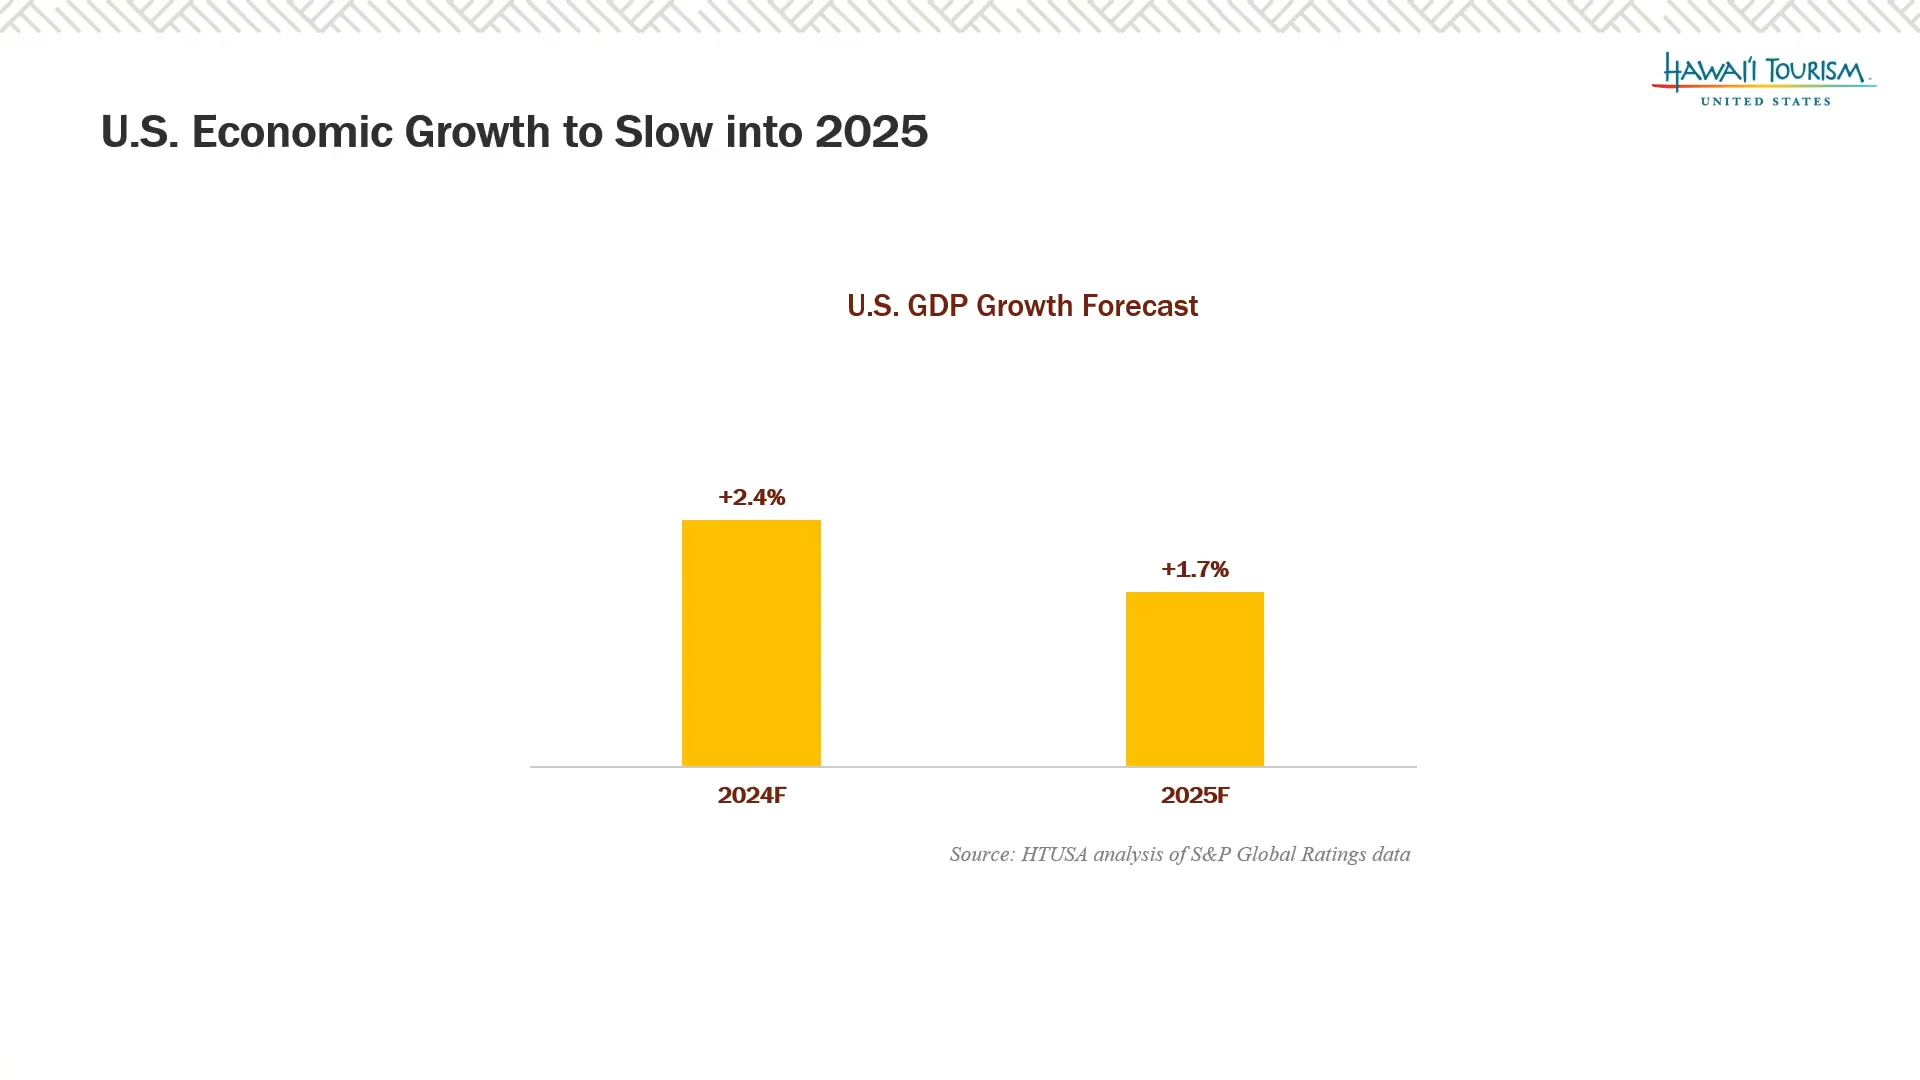 HAWAI'I TOURISM
UNITED STATES
U.S. Economic Growth to Slow into 2025
U.S. GDP Growth Forecast
+2.4%
+1.7%
2024F
2025F
Source: HTUSA analysis of S&P Global Ratings data